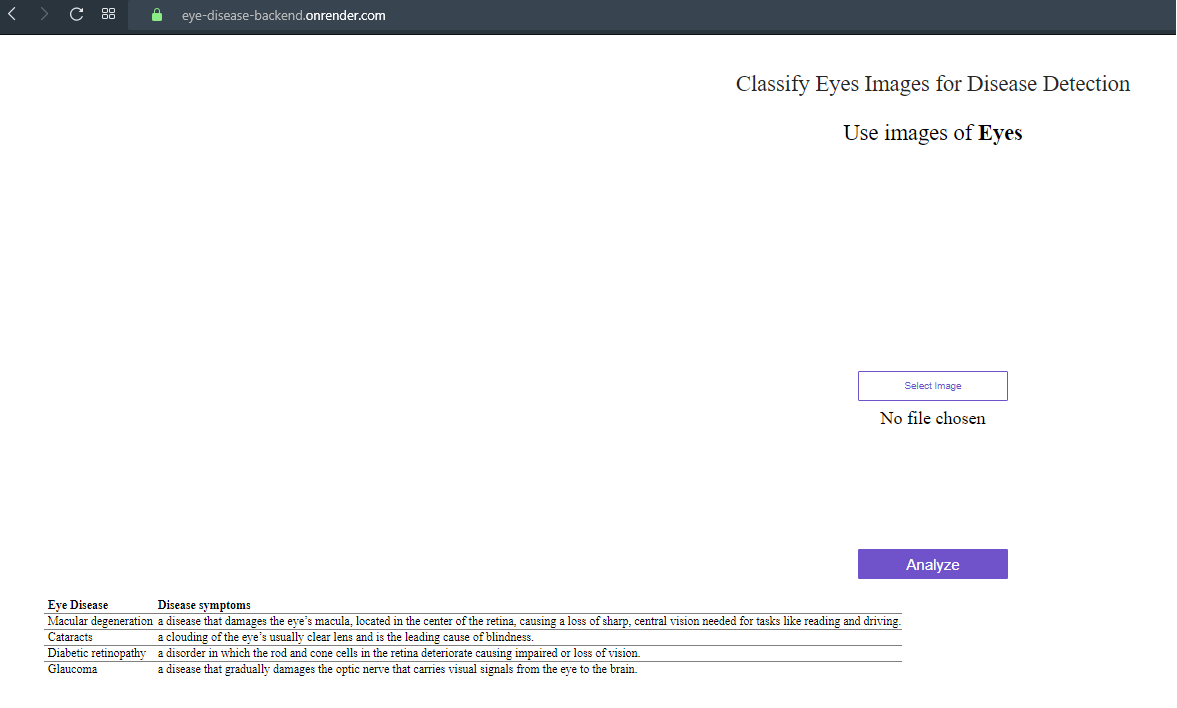 eye-disease-backend.onrender.com
Classify Eyes Images for Disease Detection
Use images of Eyes
Select Image
No file chosen
Analyze
Eye Disease Disease symptoms
Macular degeneration a disease that damages the eye’s macula, located in the center of the retina, causing a loss of sharp, central vision needed for tasks like reading and driving.
Cataracts a clouding of the eye’s usually clear lens and is the leading cause of blindness.
Diabetic retinopathy a disorder in which the rod and cone cells in the retina deteriorate causing impaired or loss of vision.
Glaucoma a disease that gradually damages the optic nerve that carries visual signals from the eye to the brain.